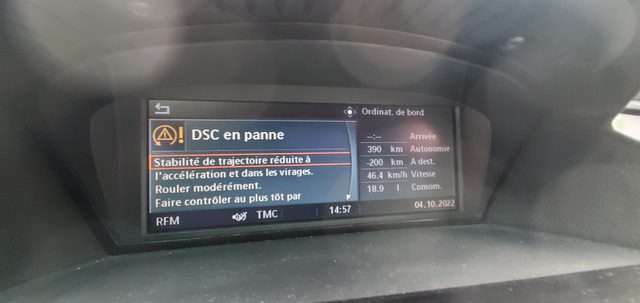 Ordinat. de bord
DSC en panne
Stabilité de trajectoire réduite à
l'accélération et dans les virages.
Rouler modérément.
Faire contrôler au plus tôt par
--:-- Arrivée
390 km Autonomie
-200 km A dest.
46.4 km/h Vitesse
18.9 l Consom.
RFM TMC 14:57 04.10.2022